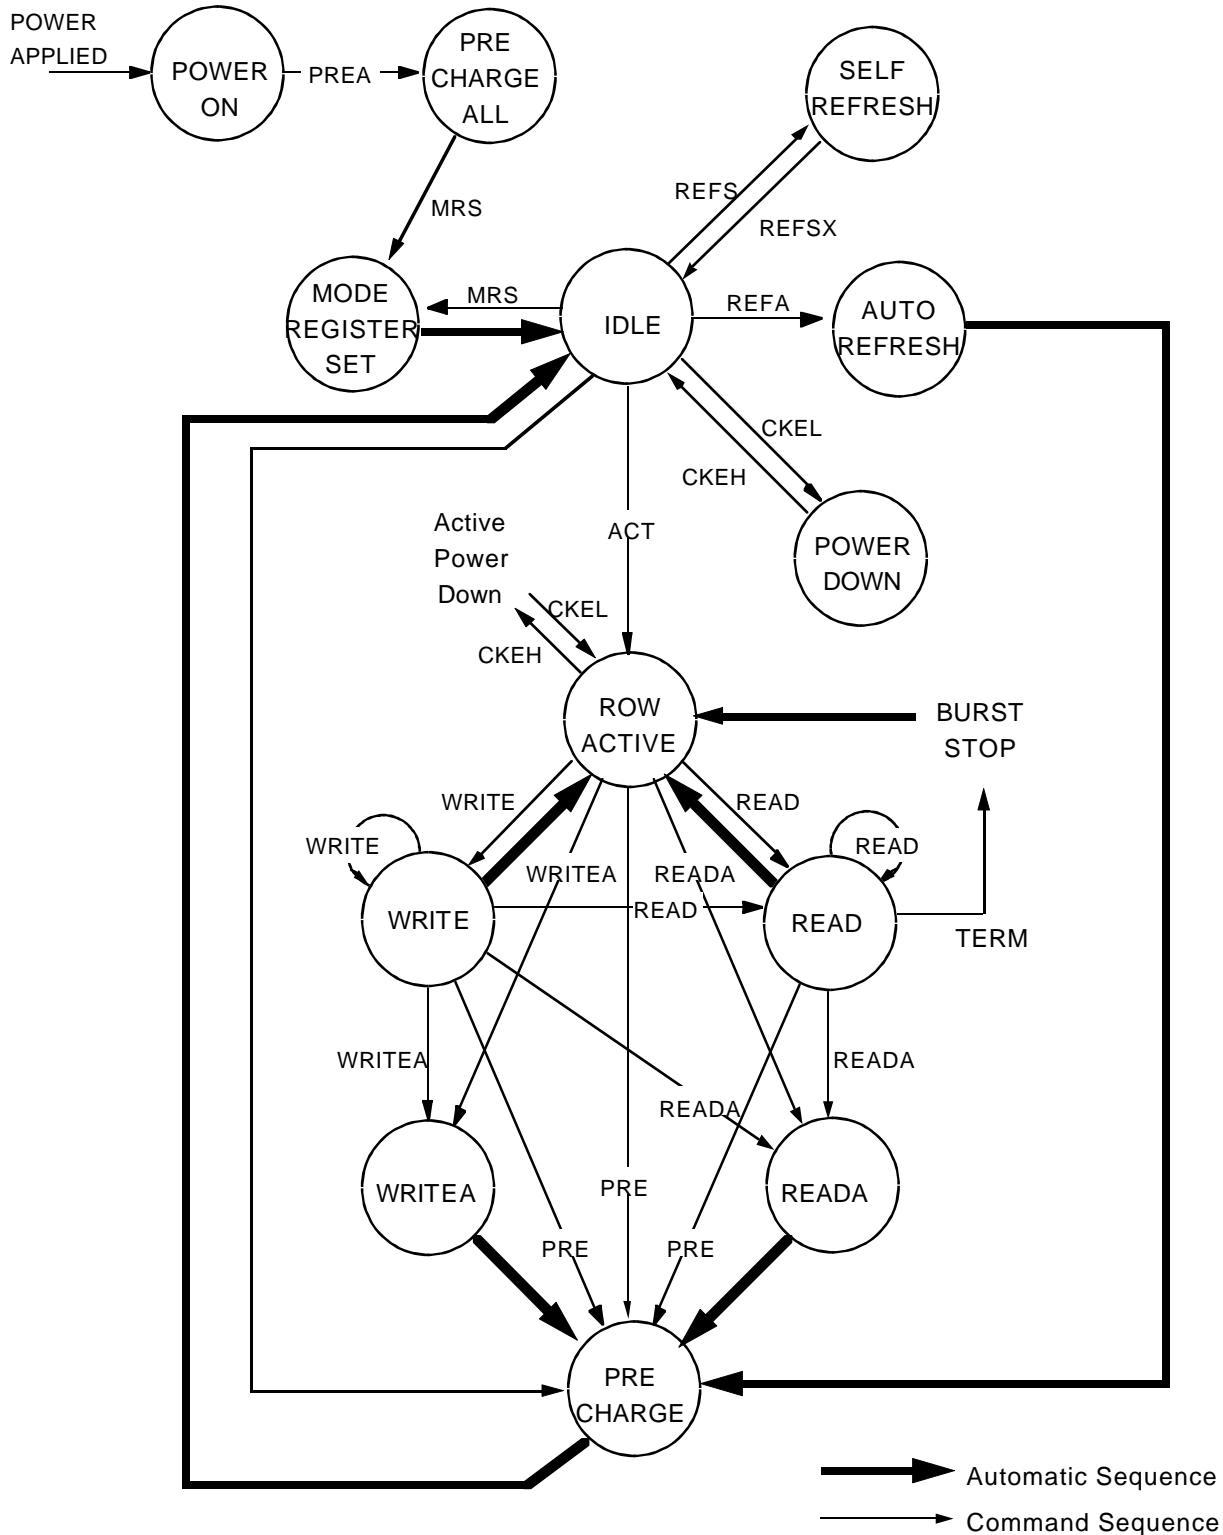 POWER
APPLIED
POWER
ON
PREA
PRE
CHARGE
ALL
SELF
REFRESH
MRS
REFS
REFSX
MODE
REGISTER
SET
MRS
IDLE
REFA
AUTO
REFRESH
CKEL
CKEH
Active
Power
Down
ACT
POWER
DOWN
CKEL
CKEH
ROW
ACTIVE
BURST
STOP
WRITE
READ
WRITE
READ
WRITEA
READA
WRITE
READ
READ
TERM
WRITEA
READA
READA
WRITEA
PRE
READA
PRE
PRE
PRE
CHARGE
Automatic Sequence
Command Sequence